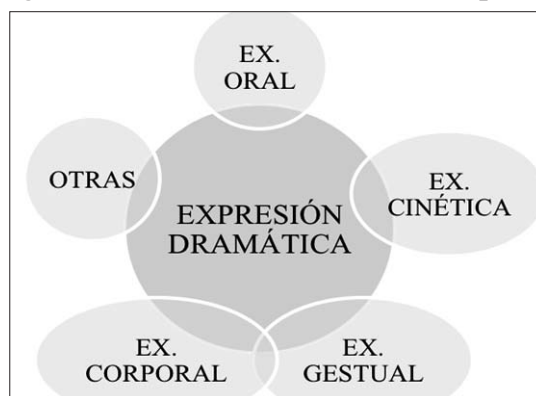 EX.
ORAL
OTRAS
EX.
CINÉTICA
EXPRESIÓN
DRAMÁTICA
EX.
CORPORAL
EX.
GESTUAL